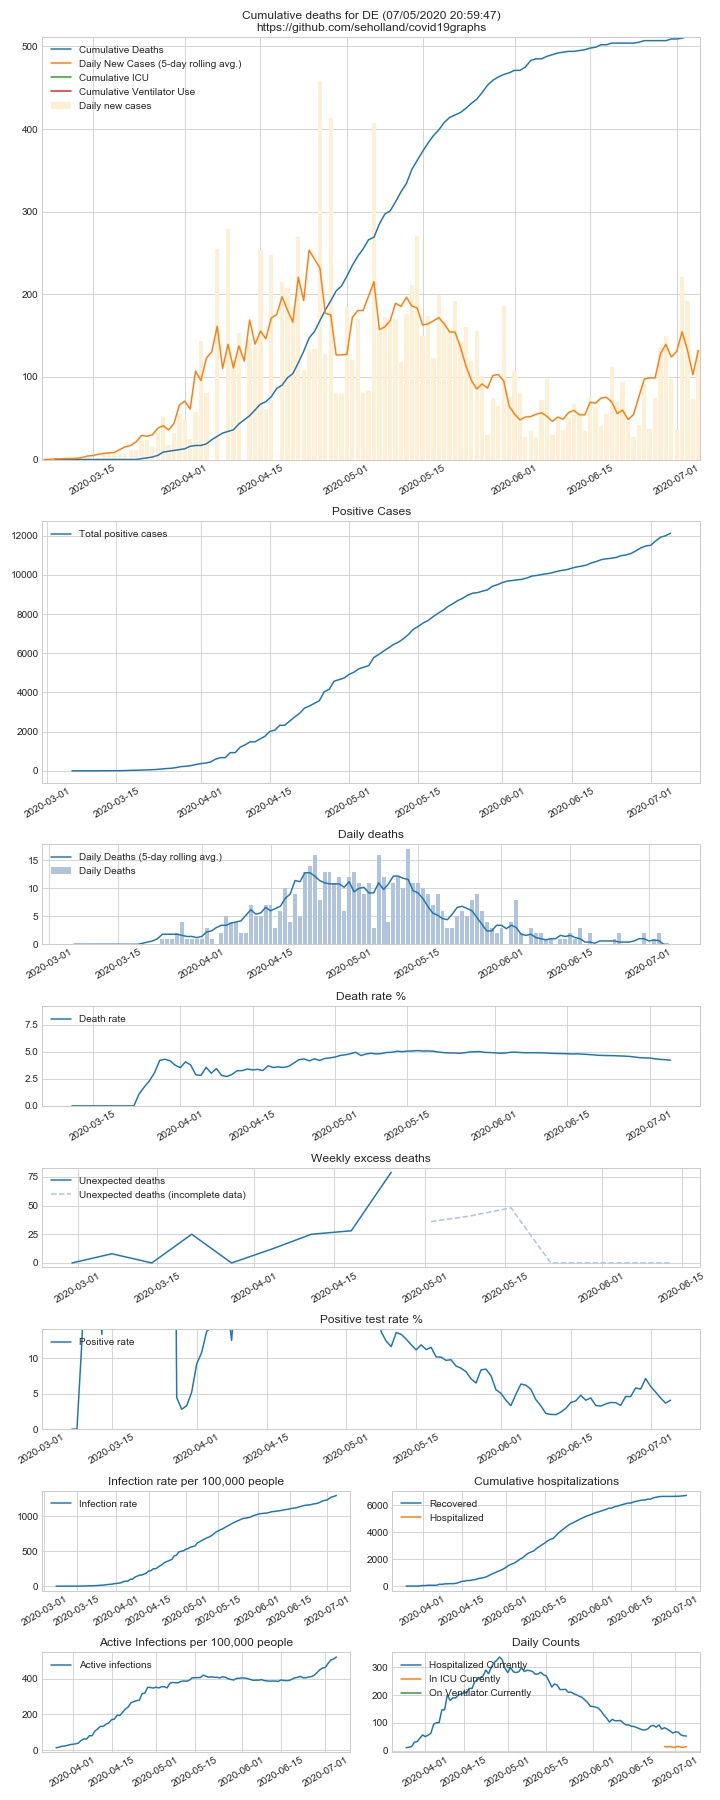 Cumulative deaths for DE (07/05/2020 20:59:47)
https://github.com/seholland/covid19graphs
Cumulative Deaths
Daily New Cases (5-day rolling avg.)
Cumulative ICU
Cumulative Ventilator Use
Daily new cases
500
400
300
200
100
0
2020-03-15 2020-04-01 2020-04-15 2020-05-01 2020-05-15 2020-06-01 2020-06-15 2020-07-01
Positive Cases
Total positive cases
12000
10000
8000
6000
4000
2000
0
2020-03-01 2020-03-15 2020-04-01 2020-04-15 2020-05-01 2020-05-15 2020-06-01 2020-06-15 2020-07-01
Daily deaths
Daily Deaths (5-day rolling avg.)
Daily Deaths
15
10
5
0
2020-03-01 2020-03-15 2020-04-01 2020-04-15 2020-05-01 2020-05-15 2020-06-01 2020-06-15 2020-07-01
Death rate %
Death rate
7.5
5.0
2.5
0.0
2020-03-15 2020-04-01 2020-04-15 2020-05-01 2020-05-15 2020-06-01 2020-06-15 2020-07-01
Weekly excess deaths
Unexpected deaths
Unexpected deaths (incomplete data)
75
50
25
0
2020-03-01 2020-03-15 2020-04-01 2020-04-15 2020-05-01 2020-05-15 2020-06-01 2020-06-15
Positive test rate %
Positive rate
10
5
0
2020-03-01 2020-03-15 2020-04-01 2020-04-15 2020-05-01 2020-05-15 2020-06-01 2020-06-15 2020-07-01
Infection rate per 100,000 people
Infection rate
1000
500
0
2020-03-01 2020-03-15 2020-04-01 2020-04-15 2020-05-01 2020-05-15 2020-06-01 2020-06-15 2020-07-01
Cumulative hospitalizations
Recovered
Hospitalized
6000
4000
2000
0
2020-04-01 2020-04-15 2020-05-01 2020-05-15 2020-06-01 2020-06-15 2020-07-01
Active Infections per 100,000 people
Active infections
400
200
0
2020-04-01 2020-04-15 2020-05-01 2020-05-15 2020-06-01 2020-06-15 2020-07-01
Daily Counts
Hospitalized Currently
In ICU Currently
On Ventilator Currently
300
200
100
0
2020-04-01 2020-04-15 2020-05-01 2020-05-15 2020-06-01 2020-06-15 2020-07-01